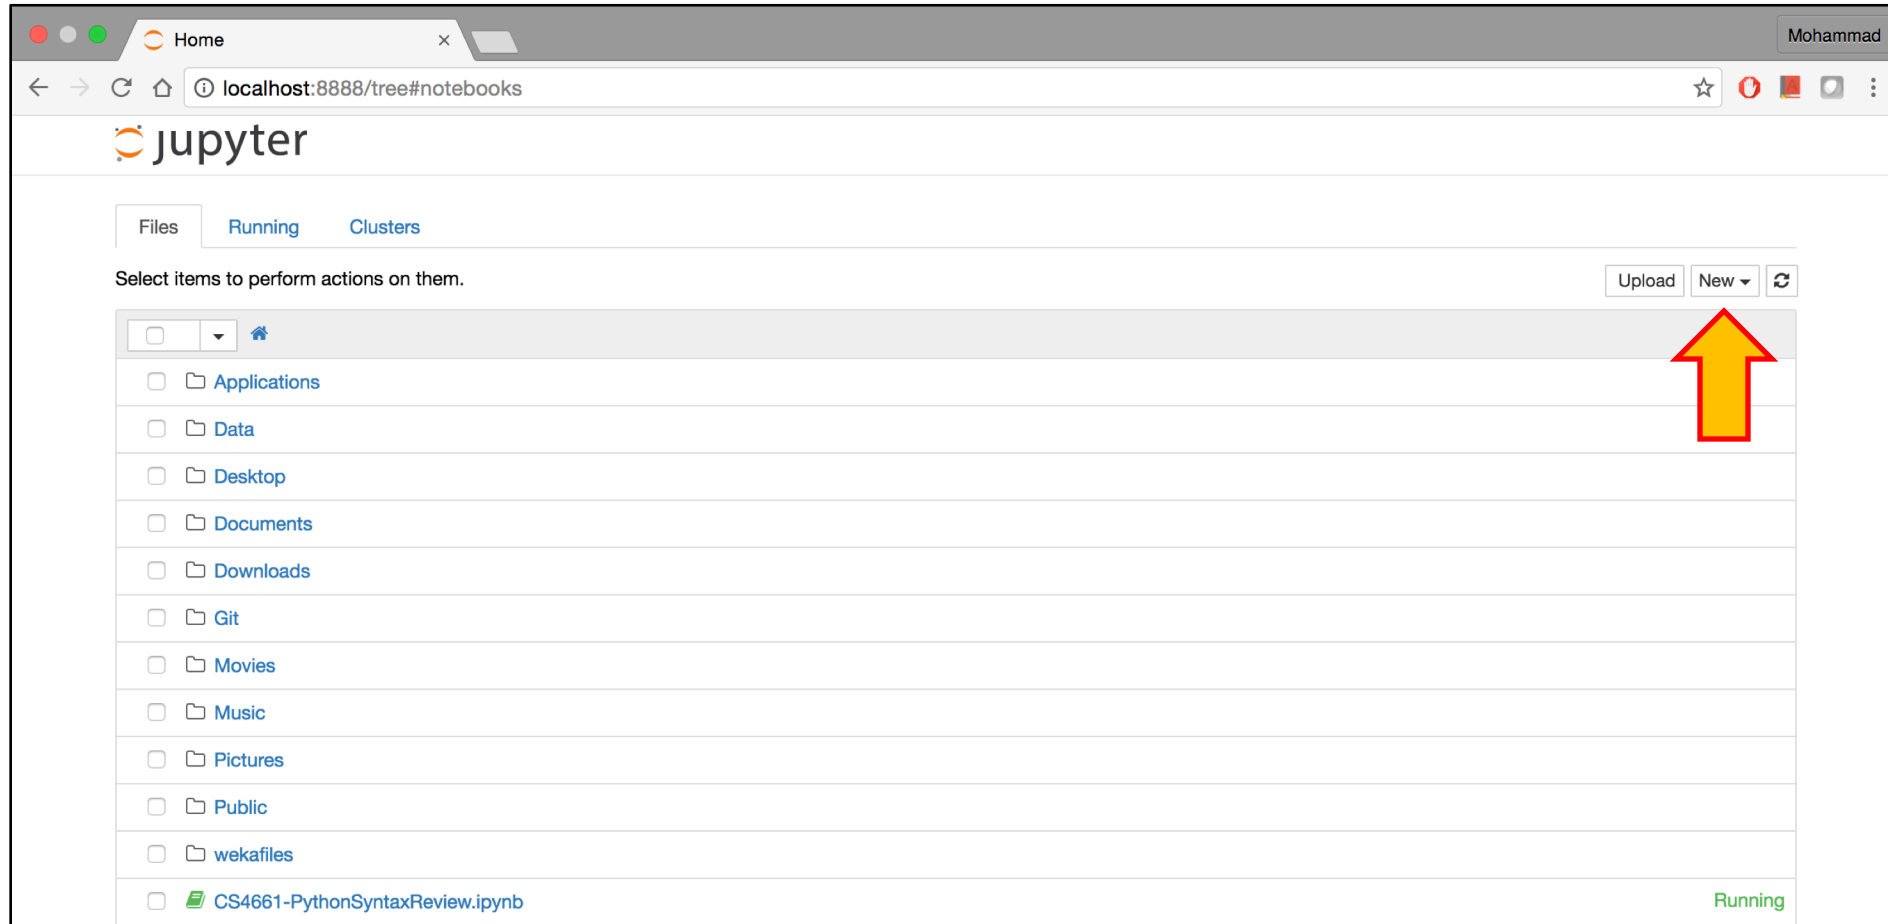 Home
Mohammad
localhost:8888/tree#notebooks
jupyter
Files Running Clusters
Select items to perform actions on them.
Upload New
Applications
Data
Desktop
Documents
Downloads
Git
Movies
Music
Pictures
Public
wekafiles
CS4661-PythonSyntaxReview.ipynb Running